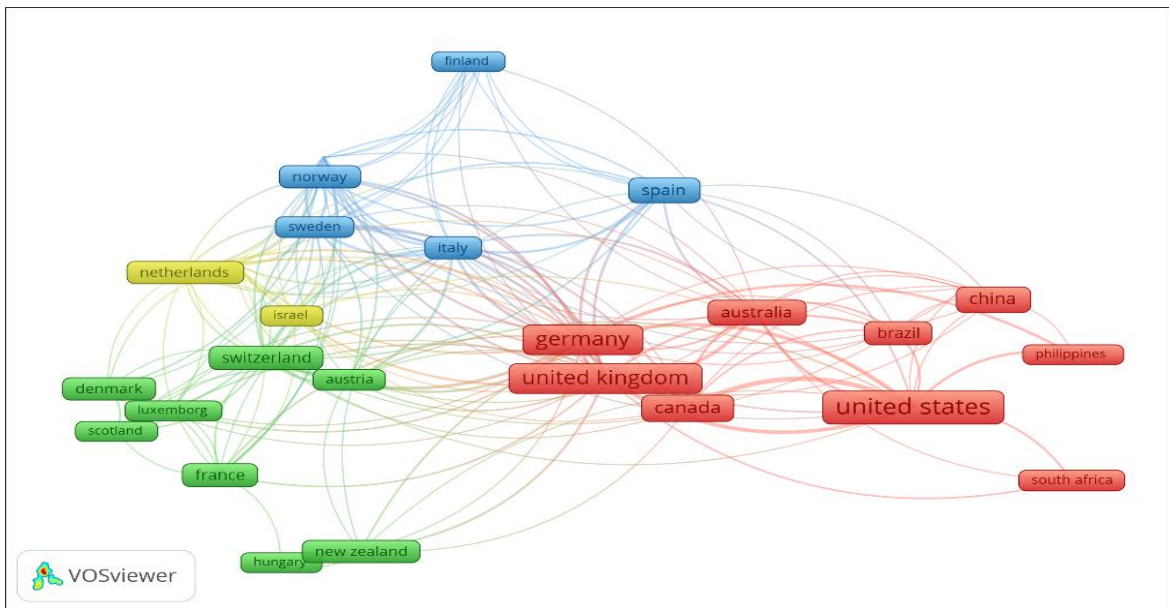 finland
norway
spain
sweden
italy
netherlands
china
israel
australia
brazil
germany
switzerland
philippines
austria
united kingdom
denmark
luxemborg
canada
united states
scotland
france
south africa
new zealand
hungary
VOSviewer